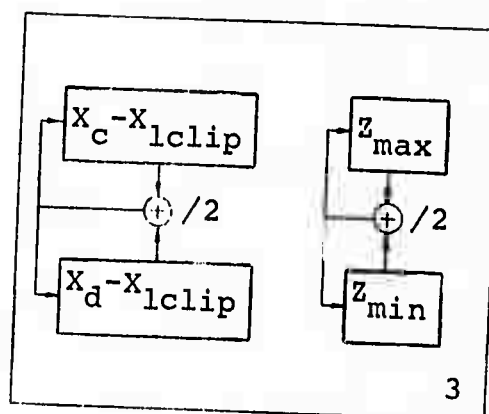 X_c-X_lclip
+ /2
X_d-X_lclip
Z_max
+ /2
Z_min
3